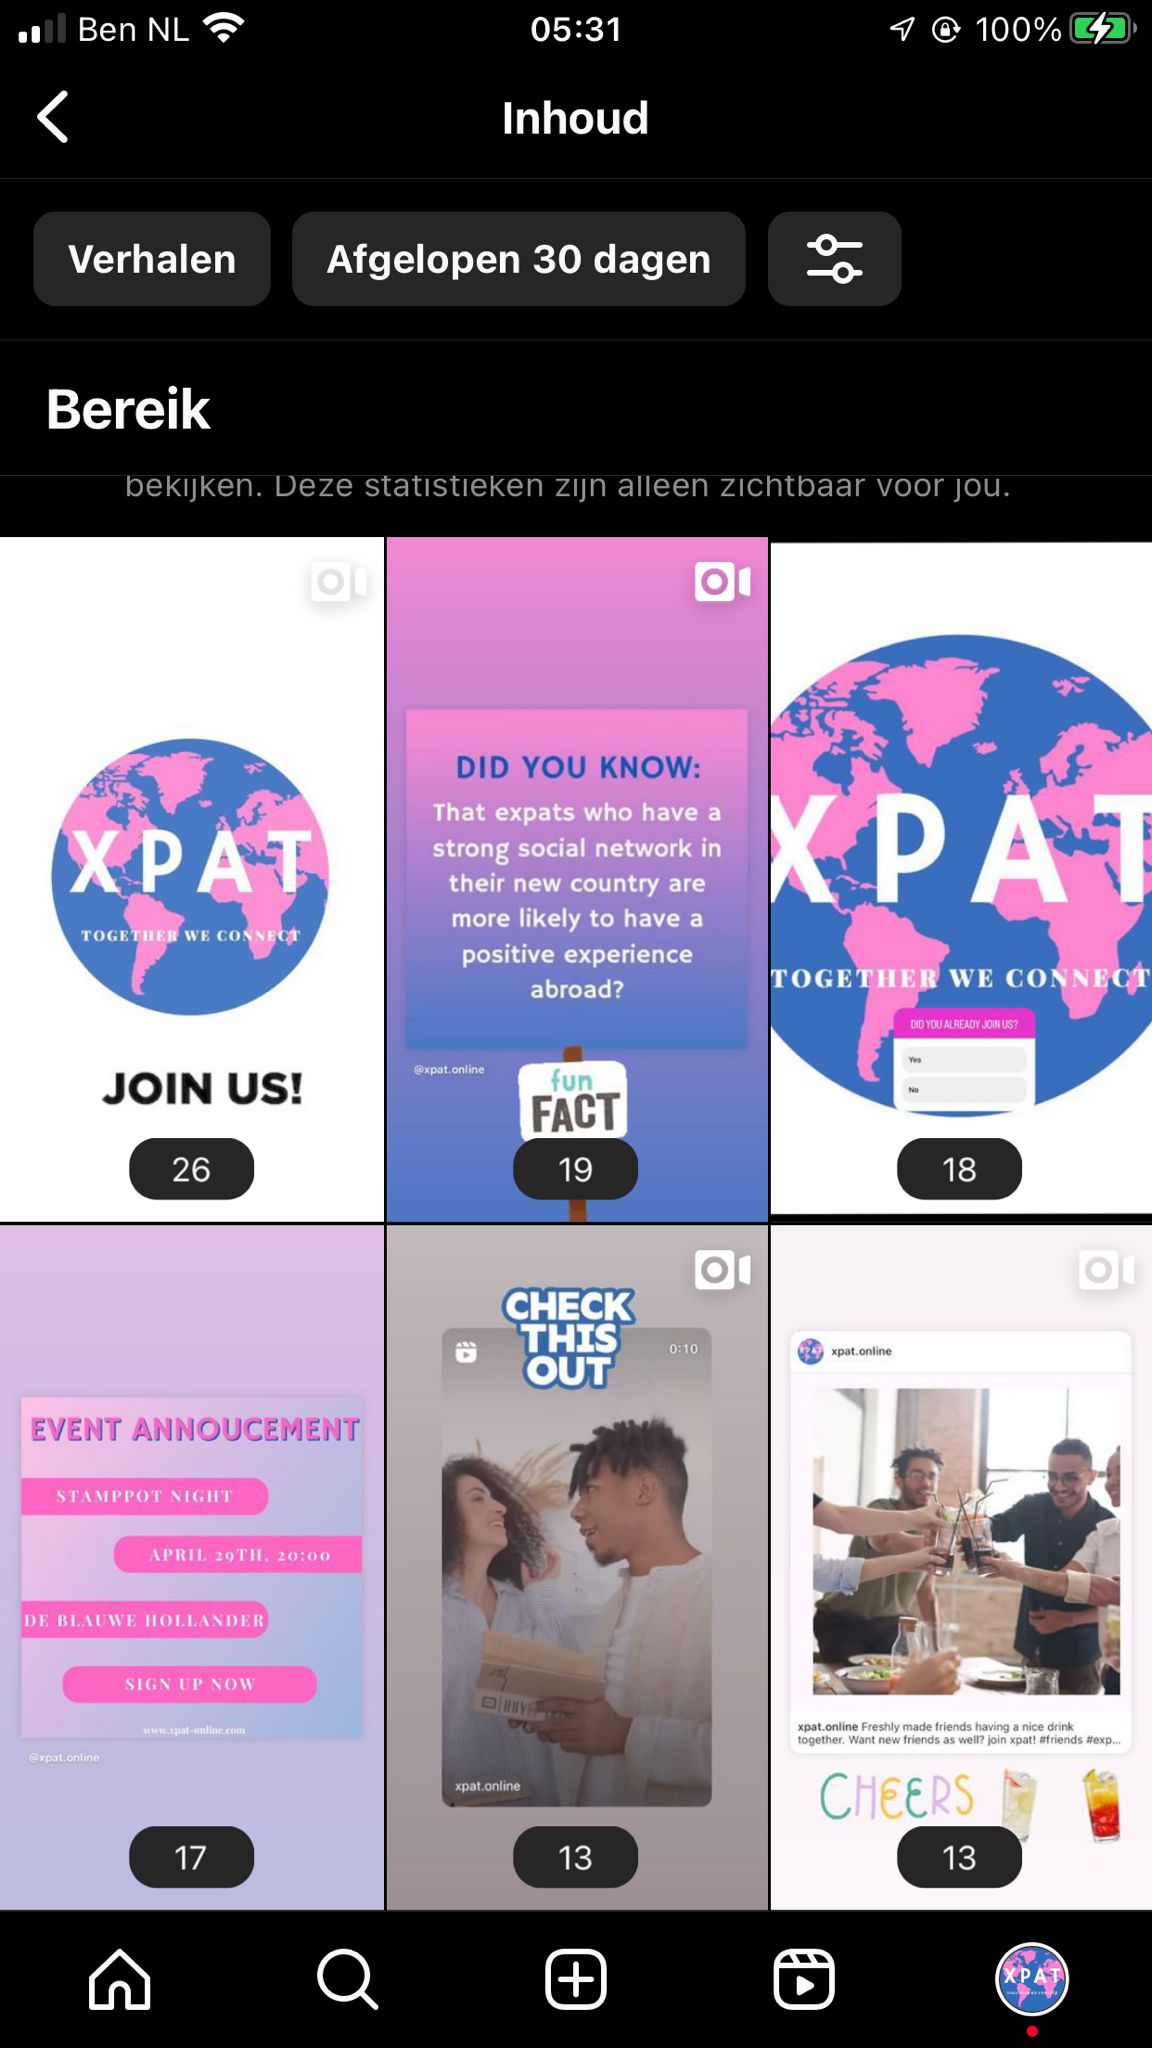 Ben NL
05:31
100%
Inhoud
Verhalen
Afgelopen 30 dagen
Bereik
bekijken. Deze statistieken zijn alleen zichtbaar voor jou.
XPAT
TOGETHER WE CONNECT
JOIN US!
26
DID YOU KNOW:
That expats who have a
strong social network in
their new country are
more likely to have a
positive experience
abroad?
@xpat.online
fun
FACT
19
XPAT
TOGETHER WE CONNECT
DID YOU ALREADY JOIN US?
Yes
No
18
EVENT ANNOUCEMENT
STAMPPOT NIGHT
APRIL 29TH, 20:00
DE BLAUWE HOLLANDER
SIGN UP NOW
www.xpat-online.com
@xpat.online
17
CHECK
THIS
OUT
0:10
xpat.online
13
xpat.online
xpat.online Freshly made friends having a nice drink
together. Want new friends as well? join xpat! #friends #exp...
CHEERS
13
XPAT